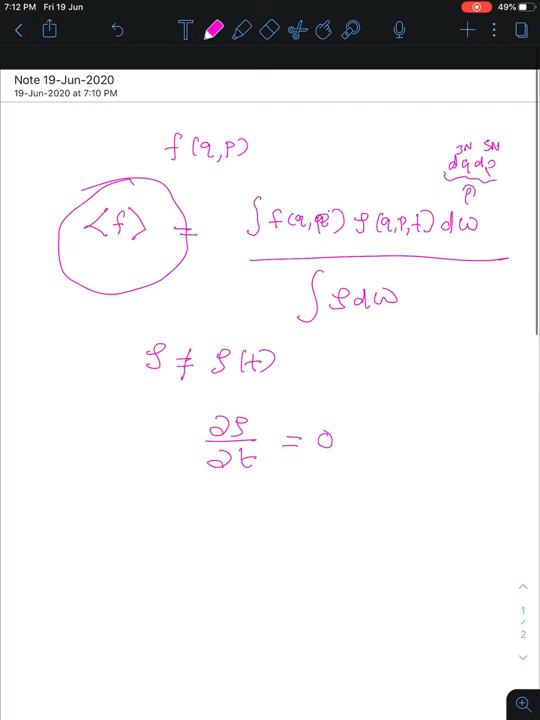 7:12 PM Fri 19 Jun 49%
Note 19-Jun-2020
19-Jun-2020 at 7:10 PM
f(q,p)
3N 3N
dq dp
⟨f⟩ = ∫ f(q,p) ρ(q,p,t) dω
∫ ρdω
ρ ≠ ρ(t)
∂ρ/∂t = 0
1
/
2